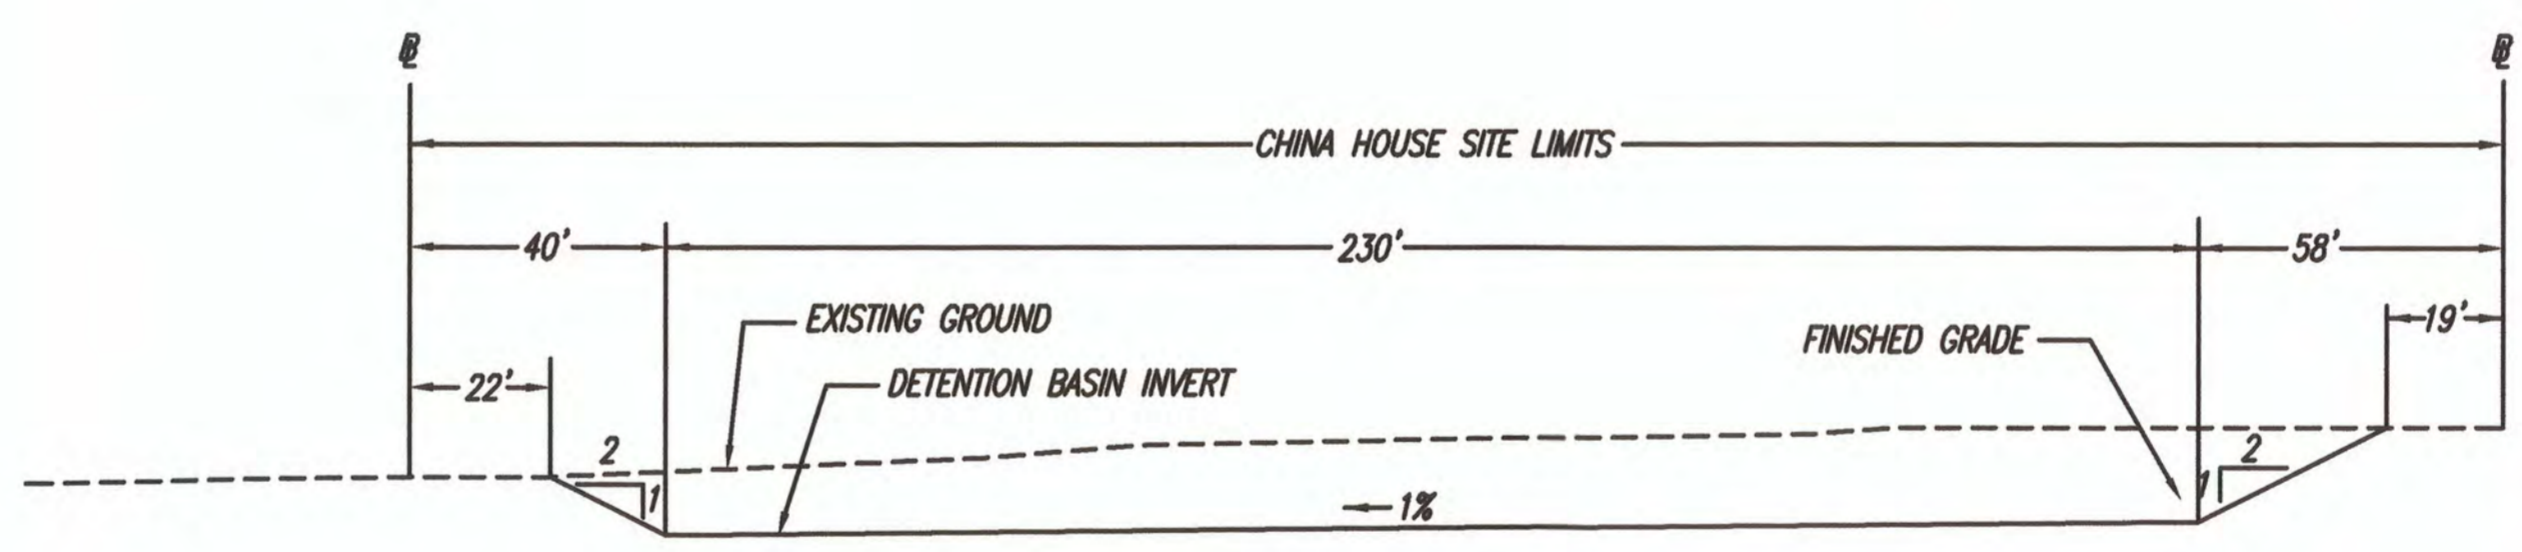 ℄ ℄
CHINA HOUSE SITE LIMITS
40' 230' 58'
EXISTING GROUND
19'
FINISHED GRADE
22'
DETENTION BASIN INVERT
2
2
1
1
1%